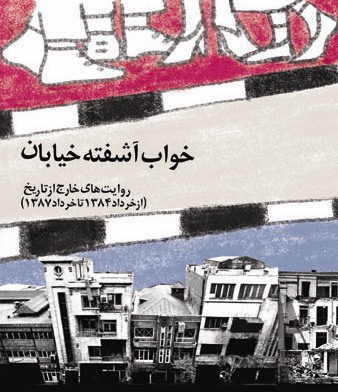 خواب آشفته خیابان
روایت‌های خارج از تاریخ
(از خرداد ۱۳۸۴ تا خرداد ۱۳۸۷)